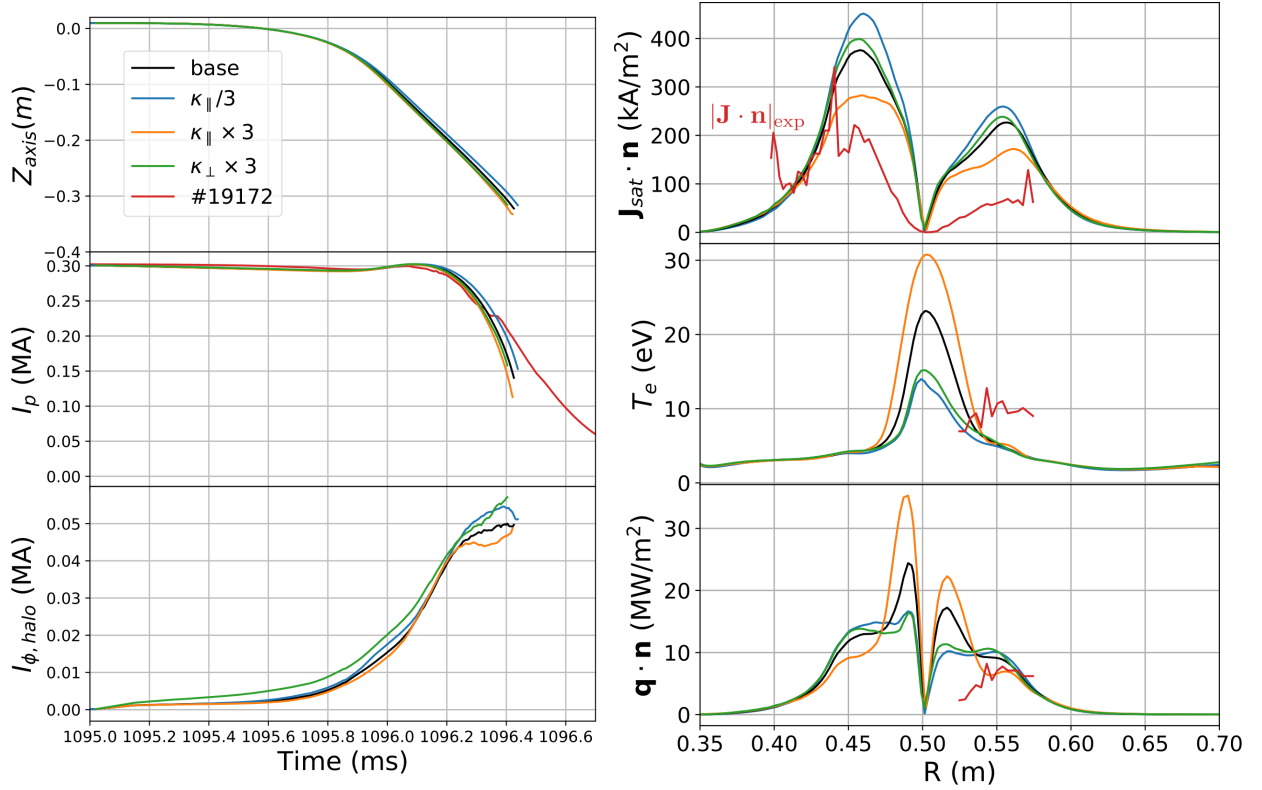 Z_axis(m)
0.0
−0.1
−0.2
−0.3
−0.4
base
κ∥/3
κ∥ × 3
κ⊥ × 3
#19172
I_p (MA)
0.30
0.25
0.20
0.15
0.10
0.05
0.00
I_ϕ, halo (MA)
0.05
0.04
0.03
0.02
0.01
0.00
1095.0 1095.2 1095.4 1095.6 1095.8 1096.0 1096.2 1096.4 1096.6
Time (ms)
J_sat · n (kA/m²)
400
300
200
100
0
|J · n|_exp
T_e (eV)
30
20
10
0
q · n (MW/m²)
30
20
10
0
0.35 0.40 0.45 0.50 0.55 0.60 0.65 0.70
R (m)